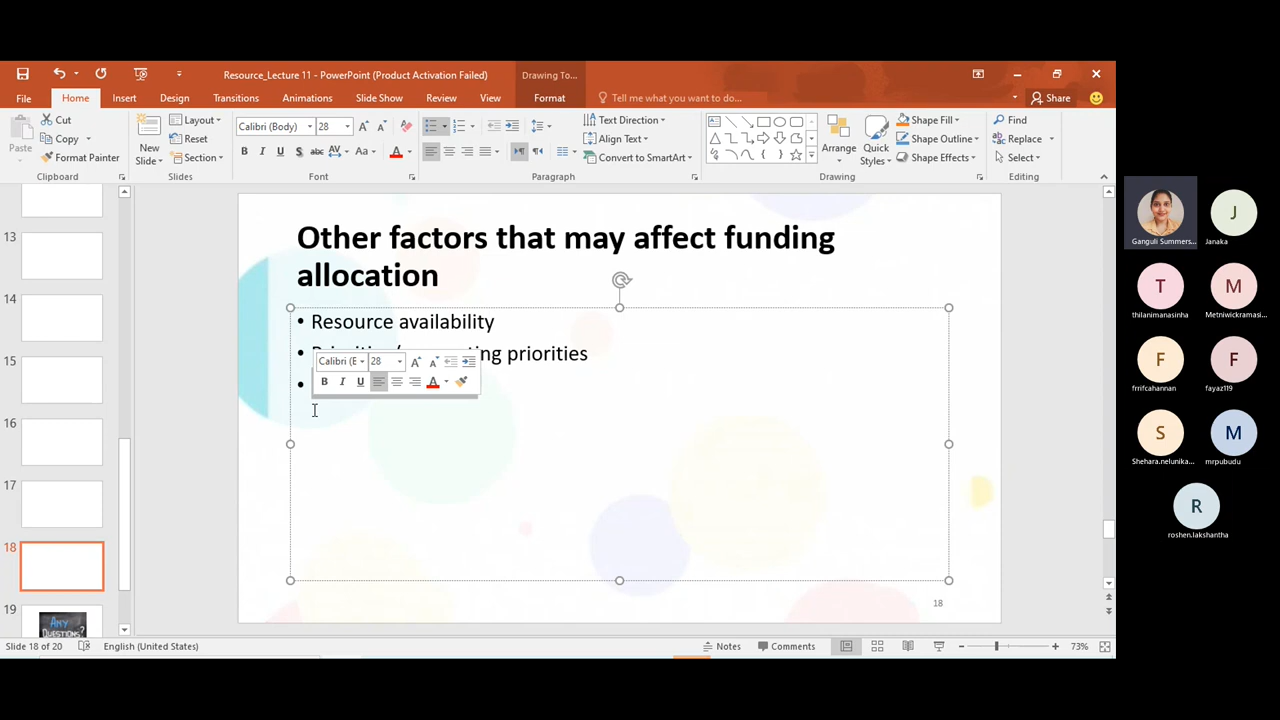 Resource_Lecture 11 - PowerPoint (Product Activation Failed)
Drawing To...
File Home Insert Design Transitions Animations Slide Show Review View Format Tell me what you want to do... Share
Paste
Cut
Copy
Format Painter
Clipboard
New Slide
Layout
Reset
Section
Slides
Calibri (Body) 28
B I U S abc AV Aa A
Font
Text Direction
Align Text
Convert to SmartArt
Paragraph
Arrange
Quick Styles
Shape Fill
Shape Outline
Shape Effects
Drawing
Find
Replace
Select
Editing
13
14
15
16
17
18
19
ANY
QUESTIONS?
Other factors that may affect funding
allocation
• Resource availability
priorities
•
Calibri (E 28
B I U A
18
Slide 18 of 20 English (United States) Notes Comments 73%
Ganguli Summers...
J
Janaka
T
thilanimanasinha
M
Metniwickramasi...
F
frrifcahannan
F
fayaz119
S
Shehara.nelunika...
M
mrpubudu
R
roshen.lakshantha